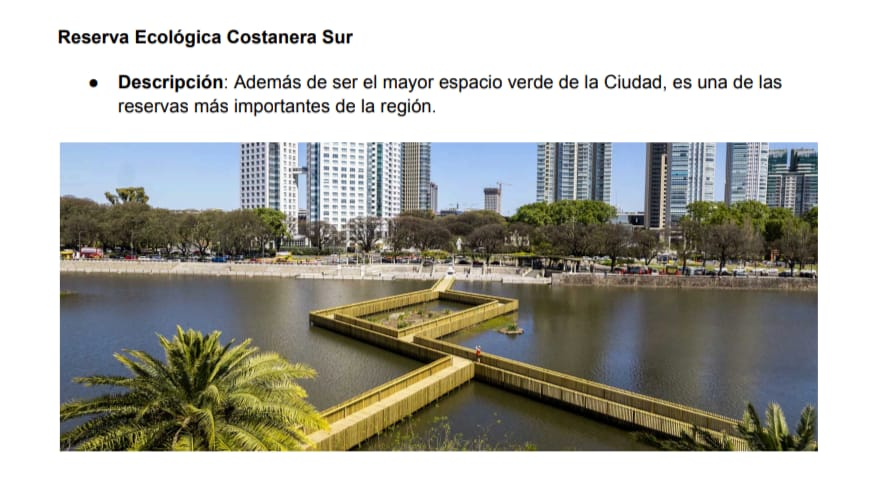 Reserva Ecológica Costanera Sur
● Descripción: Además de ser el mayor espacio verde de la Ciudad, es una de las
reservas más importantes de la región.